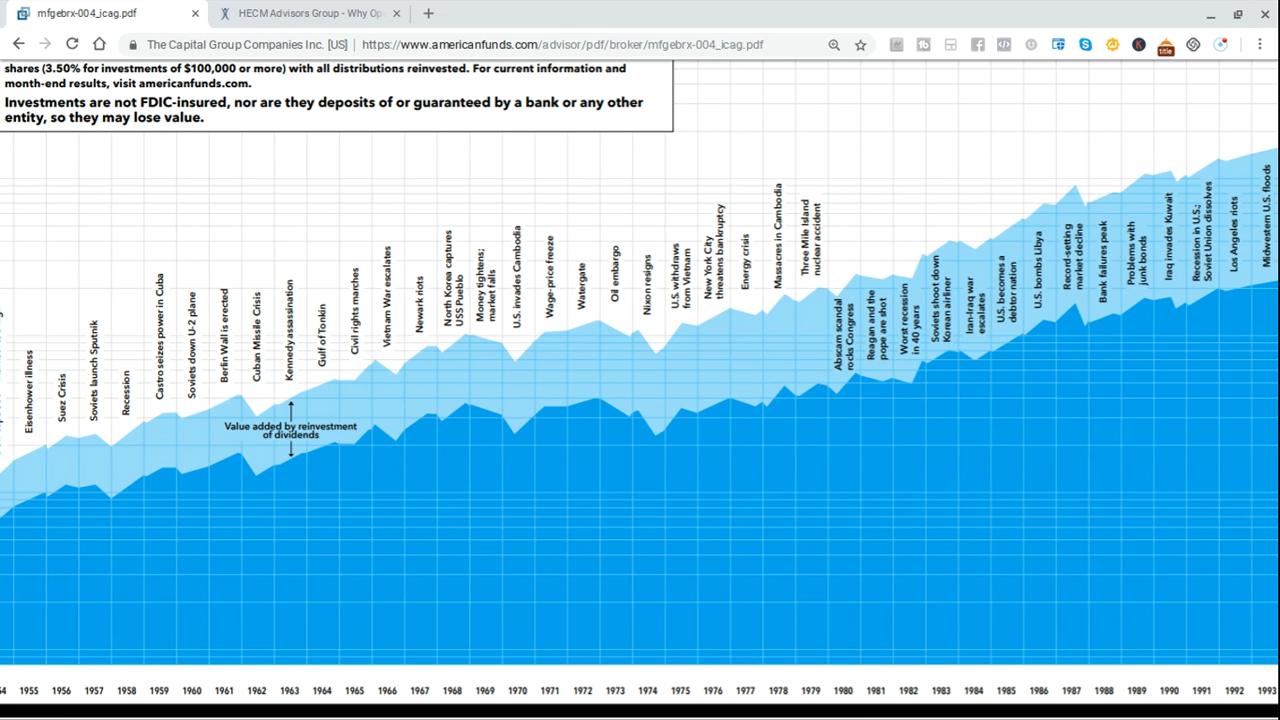 mfgebrx-004_icag.pdf
HECM Advisors Group - Why Op
The Capital Group Companies Inc. [US] | https://www.americanfunds.com/advisor/pdf/broker/mfgebrx-004_icag.pdf
title
shares (3.50% for investments of $100,000 or more) with all distributions reinvested. For current information and
month-end results, visit americanfunds.com.
Investments are not FDIC-insured, nor are they deposits of or guaranteed by a bank or any other
entity, so they may lose value.
Eisenhower illness
Suez Crisis
Soviets launch Sputnik
Recession
Castro seizes power in Cuba
Soviets down U-2 plane
Berlin Wall is erected
Cuban Missile Crisis
Kennedy assassination
Gulf of Tonkin
Civil rights marches
Vietnam War escalates
Newark riots
North Korea captures
USS Pueblo
Money tightens;
market falls
U.S. invades Cambodia
Wage-price freeze
Watergate
Oil embargo
Nixon resigns
U.S. withdraws
from Vietnam
New York City
threatens bankruptcy
Energy crisis
Massacres in Cambodia
Three Mile Island
nuclear accident
Abscam scandal
rocks Congress
Reagan and the
pope are shot
Worst recession
in 40 years
Soviets shoot down
Korean airliner
Iran-Iraq war
escalates
U.S. becomes a
debtor nation
U.S. bombs Libya
Record-setting
market decline
Bank failures peak
Problems with
junk bonds
Iraq invades Kuwait
Recession in U.S.;
Soviet Union dissolves
Los Angeles riots
Midwestern U.S. floods
Value added by reinvestment
of dividends
54 1955 1956 1957 1958 1959 1960 1961 1962 1963 1964 1965 1966 1967 1968 1969 1970 1971 1972 1973 1974 1975 1976 1977 1978 1979 1980 1981 1982 1983 1984 1985 1986 1987 1988 1989 1990 1991 1992 1993